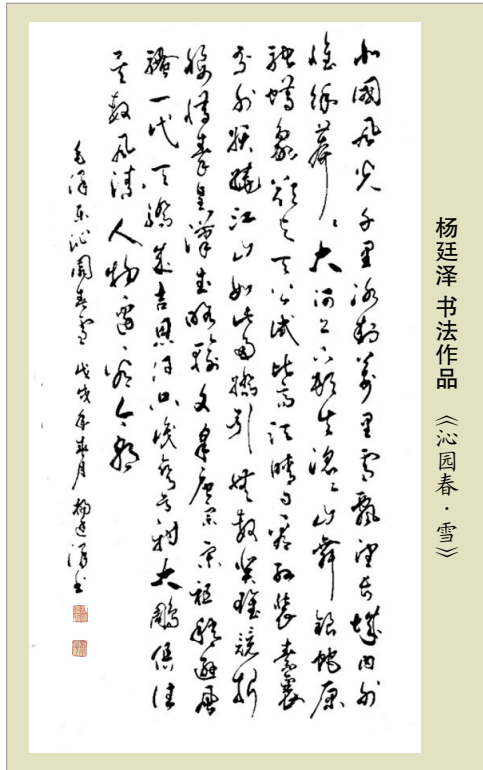 杨廷泽 书法作品 《沁园春·雪》
北國风光千里冰封萬里雪飘望长城内外
惟馀莽莽大河上下顿失滔滔山舞银蛇原
驰蜡象欲与天公试比高须晴日看红装素裹
分外妖娆江山如此多娇引无数英雄竞折
腰惜秦皇汉武略输文采唐宗宋祖稍逊风
骚一代天骄成吉思汗只识弯弓射大雕俱往
矣数风流人物还看今朝
毛泽东沁园春雪 戊戌年春月 杨廷泽书